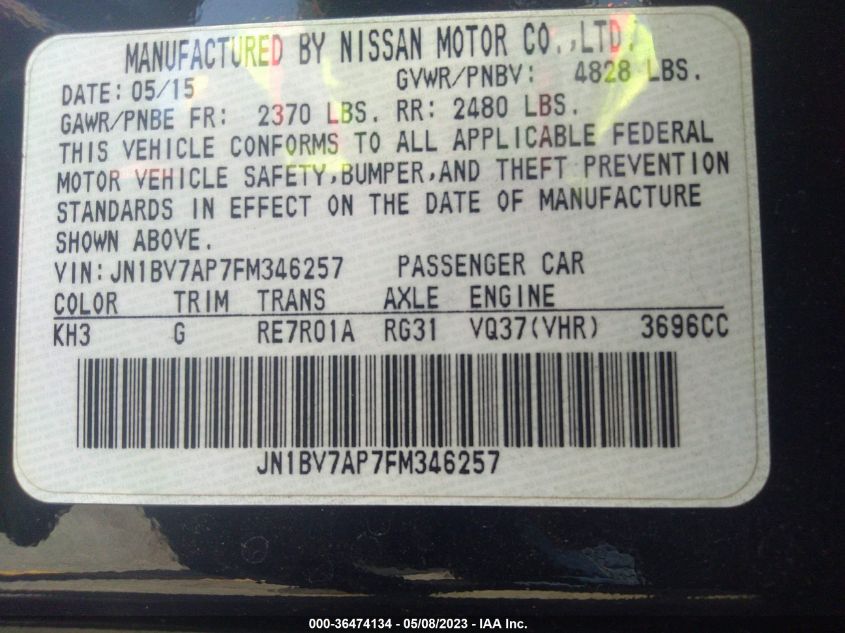 MANUFACTURED BY NISSAN MOTOR CO.,LTD.
DATE: 05/15 GVWR/PNBV: 4828 LBS.
GAWR/PNBE FR: 2370 LBS. RR: 2480 LBS.
THIS VEHICLE CONFORMS TO ALL APPLICABLE FEDERAL
MOTOR VEHICLE SAFETY,BUMPER,AND THEFT PREVENTION
STANDARDS IN EFFECT ON THE DATE OF MANUFACTURE
SHOWN ABOVE.
VIN: JN1BV7AP7FM346257 PASSENGER CAR
COLOR TRIM TRANS AXLE ENGINE
KH3 G RE7R01A RG31 VQ37(VHR) 3696CC
JN1BV7AP7FM346257
000-36474134 - 05/08/2023 - IAA Inc.